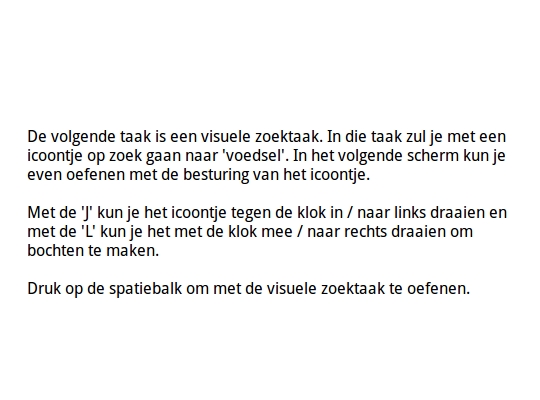 De volgende taak is een visuele zoektaak. In die taak zul je met een
icoontje op zoek gaan naar 'voedsel'. In het volgende scherm kun je
even oefenen met de besturing van het icoontje.
Met de 'J' kun je het icoontje tegen de klok in / naar links draaien en
met de 'L' kun je het met de klok mee / naar rechts draaien om
bochten te maken.
Druk op de spatiebalk om met de visuele zoektaak te oefenen.